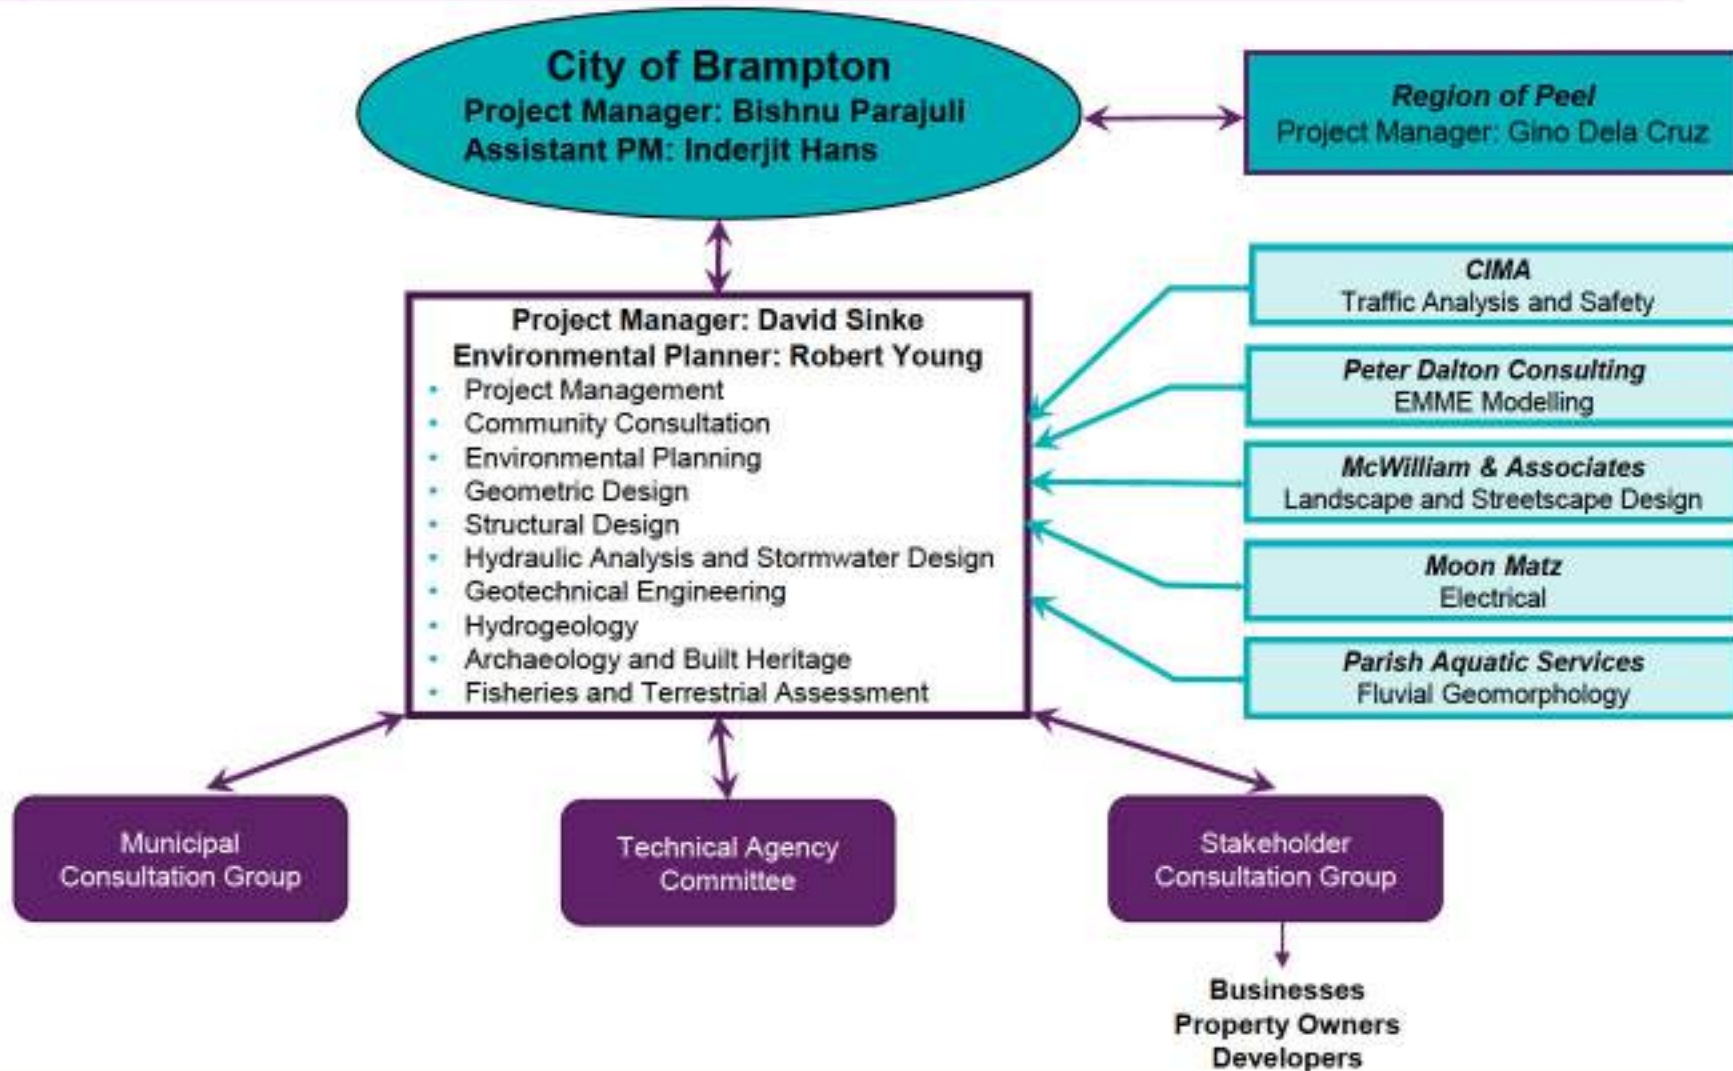 City of Brampton
Project Manager: Bishnu Parajuli
Assistant PM: Inderjit Hans
Region of Peel
Project Manager: Gino Dela Cruz
Project Manager: David Sinke
Environmental Planner: Robert Young
• Project Management
• Community Consultation
• Environmental Planning
• Geometric Design
• Structural Design
• Hydraulic Analysis and Stormwater Design
• Geotechnical Engineering
• Hydrogeology
• Archaeology and Built Heritage
• Fisheries and Terrestrial Assessment
CIMA
Traffic Analysis and Safety
Peter Dalton Consulting
EMME Modelling
McWilliam & Associates
Landscape and Streetscape Design
Moon Matz
Electrical
Parish Aquatic Services
Fluvial Geomorphology
Municipal
Consultation Group
Technical Agency
Committee
Stakeholder
Consultation Group
Businesses
Property Owners
Developers